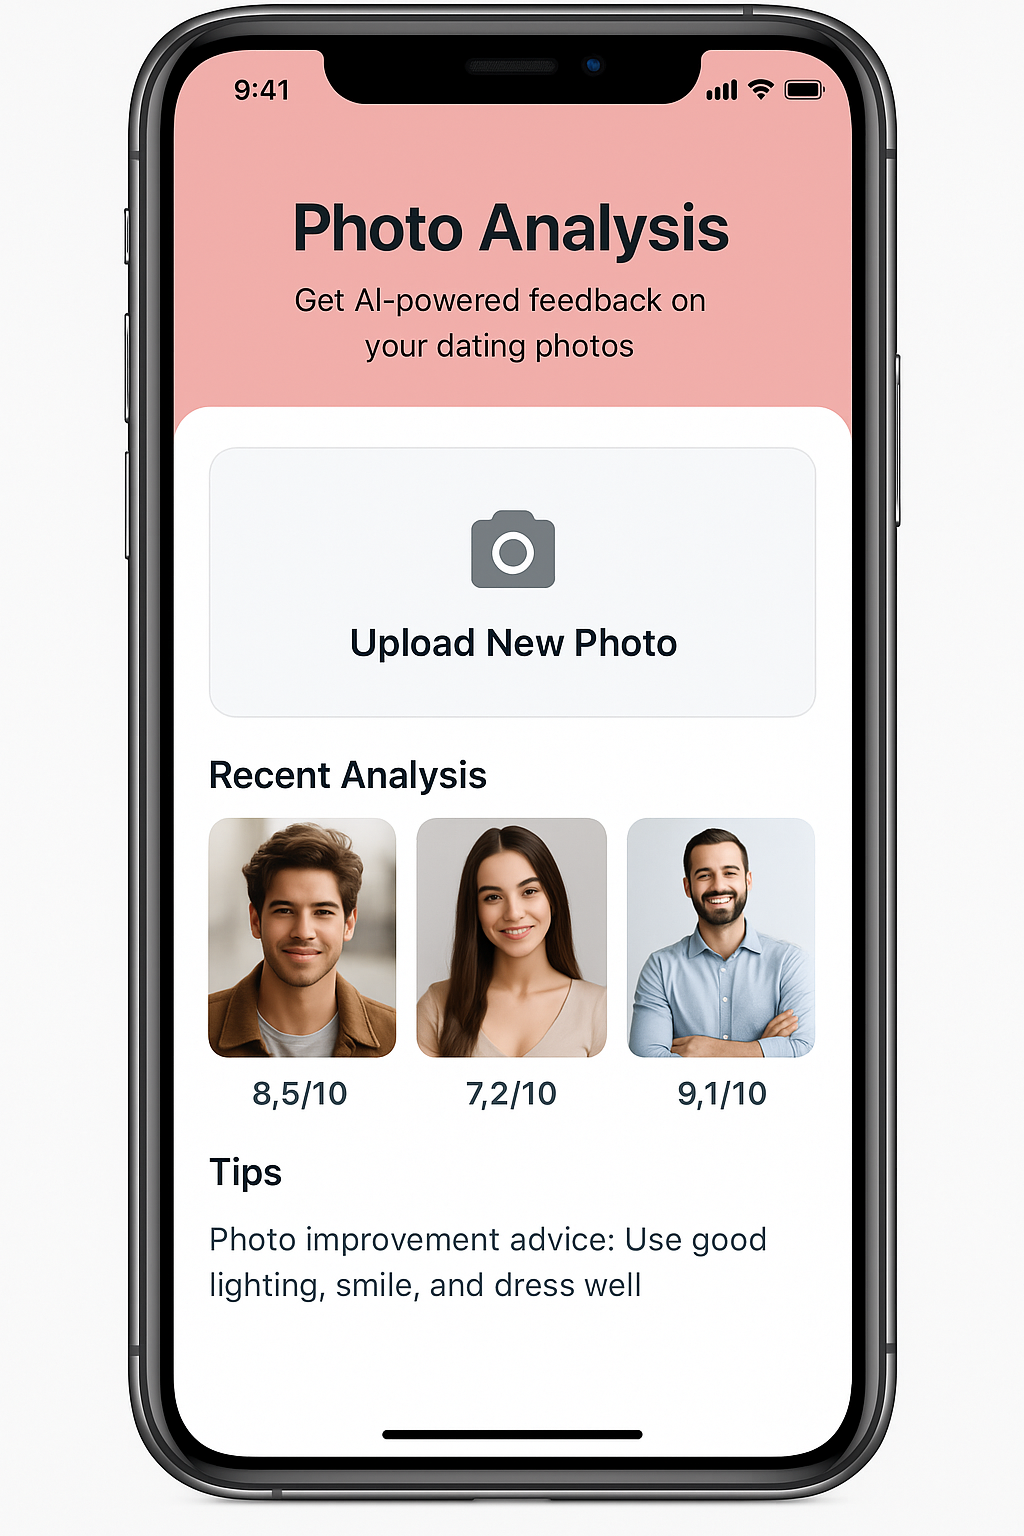 9:41
Photo Analysis
Get AI-powered feedback on
your dating photos
Upload New Photo
Recent Analysis
8,5/10
7,2/10
9,1/10
Tips
Photo improvement advice: Use good
lighting, smile, and dress well